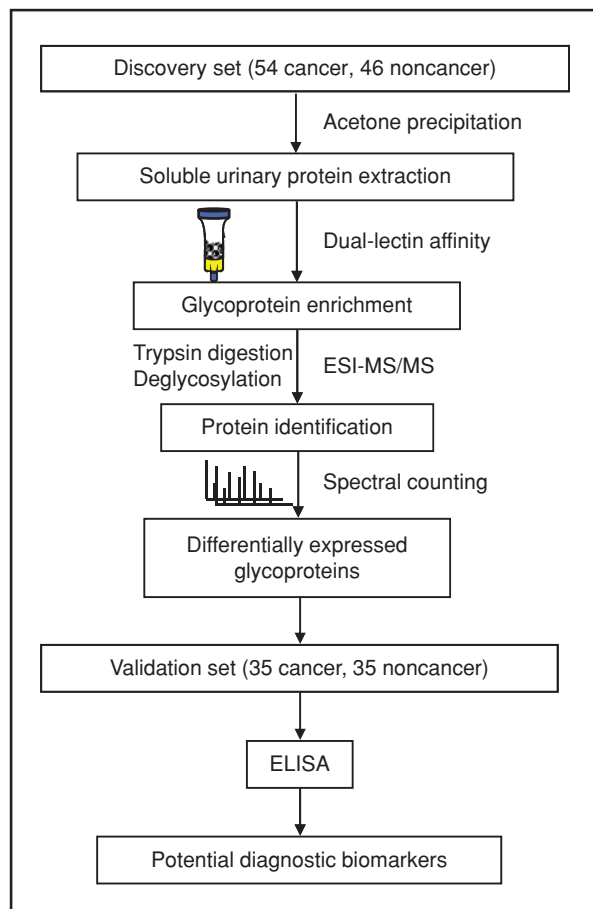 Discovery set (54 cancer, 46 noncancer)
Acetone precipitation
Soluble urinary protein extraction
Dual-lectin affinity
Glycoprotein enrichment
Trypsin digestion
Deglycosylation
ESI-MS/MS
Protein identification
Spectral counting
Differentially expressed
glycoproteins
Validation set (35 cancer, 35 noncancer)
ELISA
Potential diagnostic biomarkers